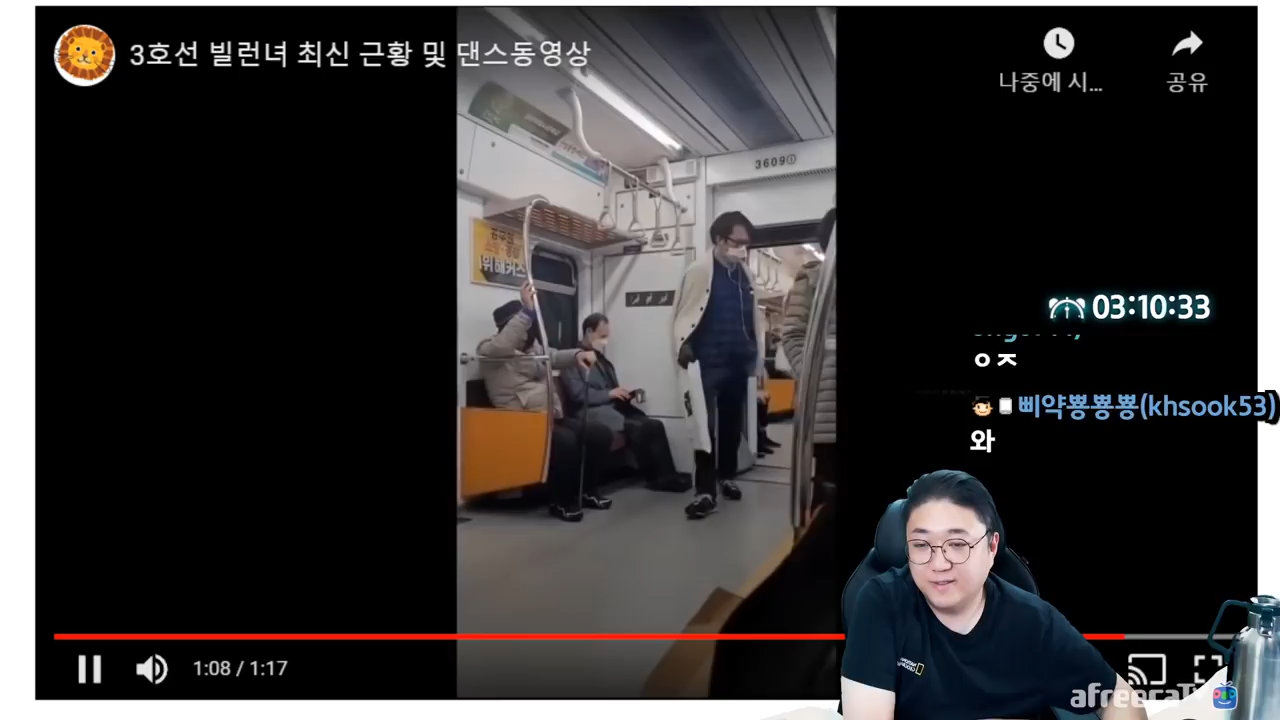 3호선 빌런녀 최신 근황 및 댄스동영상
나중에 시...
공유
3609
위해커스
03:10:33
ㅇㅈ
삐약뿅뿅뿅(khsook53)
와
1:08 / 1:17
afreecaTV